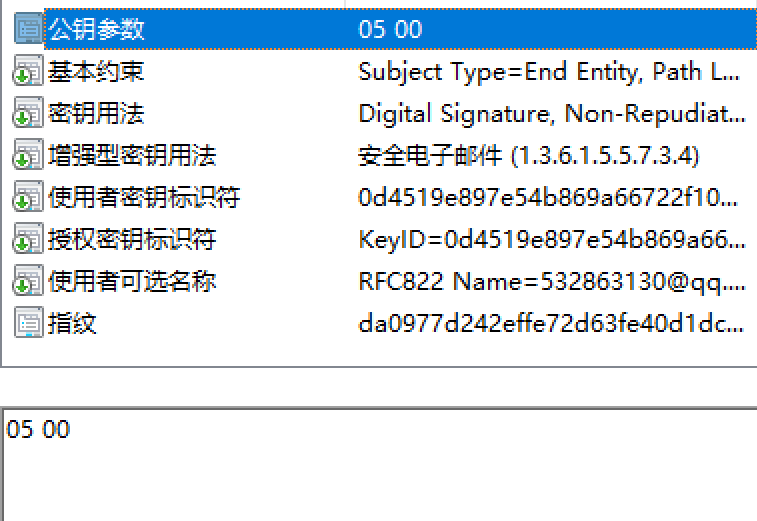 公钥参数 05 00
基本约束 Subject Type=End Entity, Path L...
密钥用法 Digital Signature, Non-Repudiat...
增强型密钥用法 安全电子邮件 (1.3.6.1.5.5.7.3.4)
使用者密钥标识符 0d4519e897e54b869a66722f10...
授权密钥标识符 KeyID=0d4519e897e54b869a66...
使用者可选名称 RFC822 Name=532863130@qq....
指纹 da0977d242effe72d63fe40d1dc...
05 00